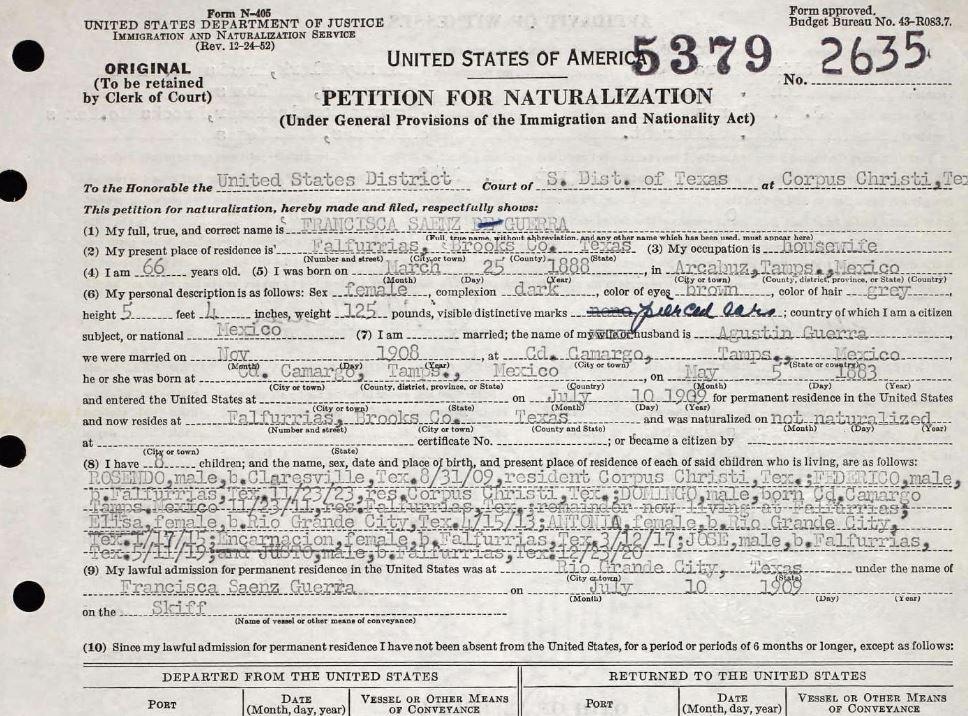 Form N-405
UNITED STATES DEPARTMENT OF JUSTICE
IMMIGRATION AND NATURALIZATION SERVICE
(Rev. 12-24-52)
Form approved.
Budget Bureau No. 43-R083.7.
ORIGINAL
(To be retained
by Clerk of Court)
UNITED STATES OF AMERICA
5379
No. 2635
PETITION FOR NATURALIZATION
(Under General Provisions of the Immigration and Nationality Act)
To the Honorable the United States District Court of S. Dist. of Texas at Corpus Christi, Tex
This petition for naturalization, hereby made and filed, respectfully shows:
(1) My full, true, and correct name is FRANCISCA SAENZ DE GUERRA
(Full, true name, without abbreviation, and any other name which has been used, must appear here)
(2) My present place of residence is Falfurrias, Brooks Co. Texas (3) My occupation is housewife
(Number and street) (City or town) (County) (State)
(4) I am 66 years old. (5) I was born on March 25 1888, in Arcabuz, Tamps., Mexico
(Month) (Day) (Year) (City or town) (County, district, province, or State) (Country)
(6) My personal description is as follows: Sex female, complexion dark, color of eyes brown, color of hair grey,
height 5 feet 4 inches, weight 125 pounds, visible distinctive marks none pierced ears; country of which I am a citizen
subject, or national Mexico (7) I am married; the name of my wife or husband is Agustin Guerra,
we were married on Nov 1908, at Cd. Camargo, Tamps., Mexico
(Month) (Day) (Year) (City or town) (State or country)
he or she was born at Cd. Camargo, Tamps., Mexico, on May 5 1883
(City or town) (County, district, province, or State) (Country) (Month) (Day) (Year)
and entered the United States at on July 10 1909 for permanent residence in the United States
(City or town) (State) (Month) (Day) (Year)
and now resides at Falfurrias, Brooks Co. Texas and was naturalized on not naturalized
(Number and street) (City or town) (County and State) (Month) (Day) (Year)
at certificate No. ; or became a citizen by
(City or town) (State)
(8) I have 8 children; and the name, sex, date and place of birth, and present place of residence of each of said children who is living, are as follows:
ROSENDO, male, b. Claresville, Tex. 8/31/09, resident Corpus Christi, Tex.; FEDERICO, male,
b. Falfurrias, Tex. 11/23/23, res. Corpus Christi, Tex.; DOMINGO, male, born Cd. Camargo
Tamps. Mexico 11/23/11, res. Falfurrias, Tex.; remainder now living at Falfurrias;
Elisa, female, b. Rio Grande City, Tex. 4/15/13; ANTONIA, female, b. Rio Grande City,
Tex. 1/17/15; Encarnacion, female, b. Falfurrias, Tex. 3/12/17; JOSE, male, b. Falfurrias,
Tex. 5/11/19; and JUSTO, male, b. Falfurrias, Tex. 12/23/20
(9) My lawful admission for permanent residence in the United States was at Rio Grande City, Texas under the name of
(City or town) (State)
Francisca Saenz Guerra on July 10 1909
(Month) (Day) (Year)
on the Skiff
(Name of vessel or other means of conveyance)
(10) Since my lawful admission for permanent residence I have not been absent from the United States, for a period or periods of 6 months or longer, except as follows:
DEPARTED FROM THE UNITED STATES RETURNED TO THE UNITED STATES
PORT DATE (Month, day, year) VESSEL OR OTHER MEANS OF CONVEYANCE PORT DATE (Month, day, year) VESSEL OR OTHER MEANS OF CONVEYANCE